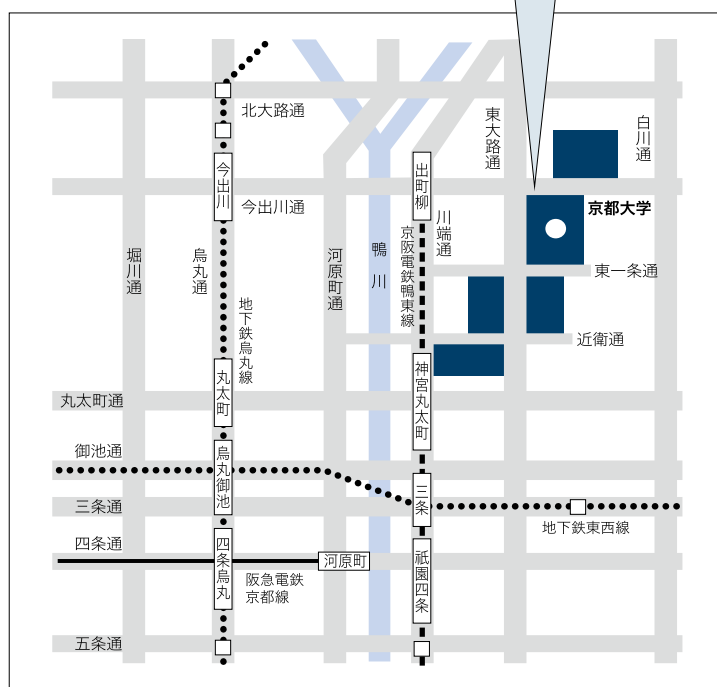 北大路通
東大路通
白川通
今出川
出町柳
今出川通
京都大学
堀川通
烏丸通
河原町通
鴨川
京阪電鉄鴨東線
川端通
東一条通
地下鉄烏丸線
近衛通
丸太町
神宮丸太町
丸太町通
御池通
烏丸御池
三条
三条通
地下鉄東西線
四条通
四条烏丸
河原町
祇園四条
阪急電鉄
京都線
五条通